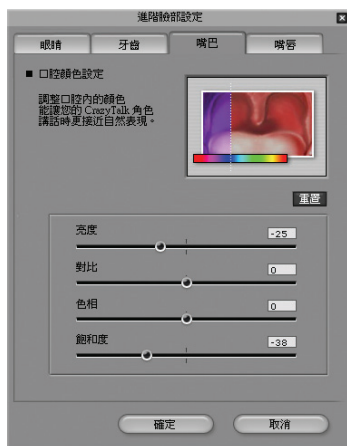 進階臉部設定
眼睛 牙齒 嘴巴 嘴唇
■ 口腔顏色設定
調整口腔內的顏色
能讓您的 CrazyTalk 角色
講話時更接近自然表現。
重置
亮度 -25
對比 0
色相 0
飽和度 -38
確定 取消